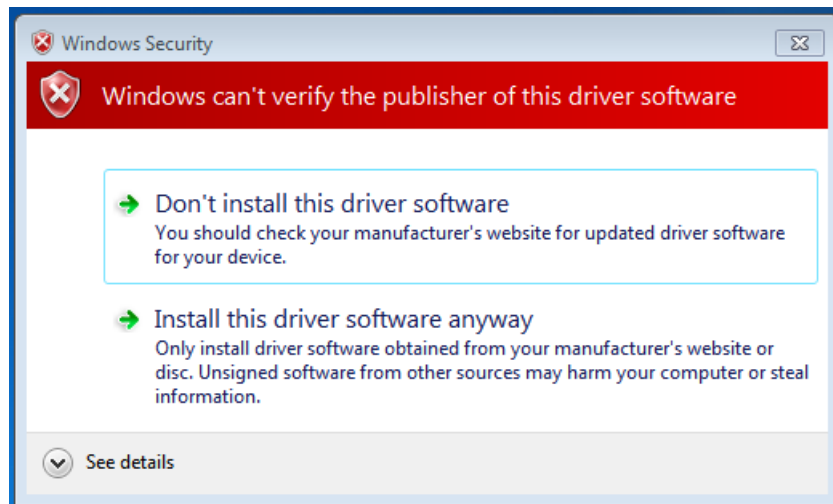 Windows Security
Windows can't verify the publisher of this driver software
Don't install this driver software
You should check your manufacturer's website for updated driver software
for your device.
Install this driver software anyway
Only install driver software obtained from your manufacturer's website or
disc. Unsigned software from other sources may harm your computer or steal
information.
See details